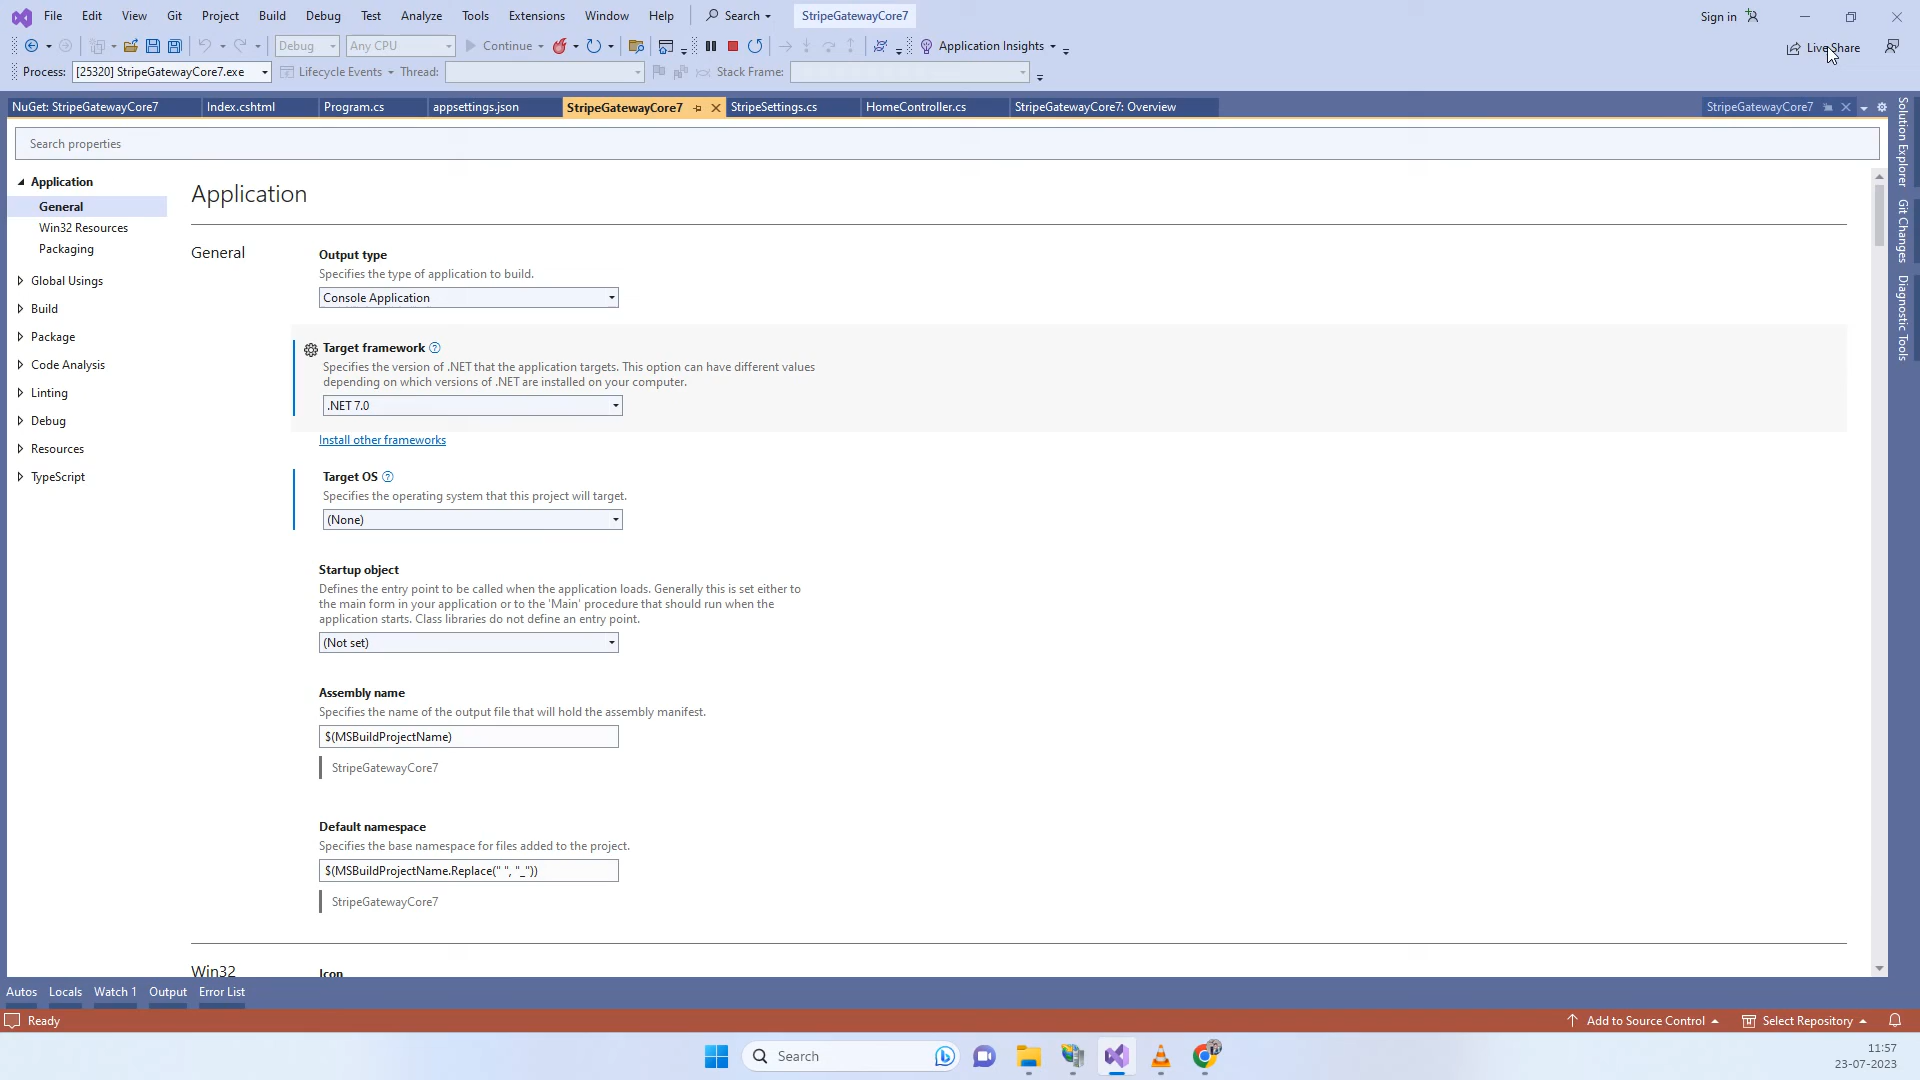 File Edit View Git Project Build Debug Test Analyze Tools Extensions Window Help Search StripeGatewayCore7 Sign in
Debug Any CPU Continue Application Insights Live Share
Process: [25320] StripeGatewayCore7.exe Lifecycle Events Thread: Stack Frame:
NuGet: StripeGatewayCore7 Index.cshtml Program.cs appsettings.json StripeGatewayCore7 StripeSettings.cs HomeController.cs StripeGatewayCore7: Overview StripeGatewayCore7
Search properties
Application
General
Win32 Resources
Packaging
Global Usings
Build
Package
Code Analysis
Linting
Debug
Resources
TypeScript
Application
General
Output type
Specifies the type of application to build.
Console Application
Target framework
Specifies the version of .NET that the application targets. This option can have different values
depending on which versions of .NET are installed on your computer.
.NET 7.0
Install other frameworks
Target OS
Specifies the operating system that this project will target.
(None)
Startup object
Defines the entry point to be called when the application loads. Generally this is set either to
the main form in your application or to the 'Main' procedure that should run when the
application starts. Class libraries do not define an entry point.
(Not set)
Assembly name
Specifies the name of the output file that will hold the assembly manifest.
$(MSBuildProjectName)
StripeGatewayCore7
Default namespace
Specifies the base namespace for files added to the project.
$(MSBuildProjectName.Replace(" ", "_"))
StripeGatewayCore7
Win32
Icon
Solution Explorer
Git Changes
Diagnostic Tools
Autos Locals Watch 1 Output Error List
Ready Add to Source Control Select Repository
Search
11:57
23-07-2023